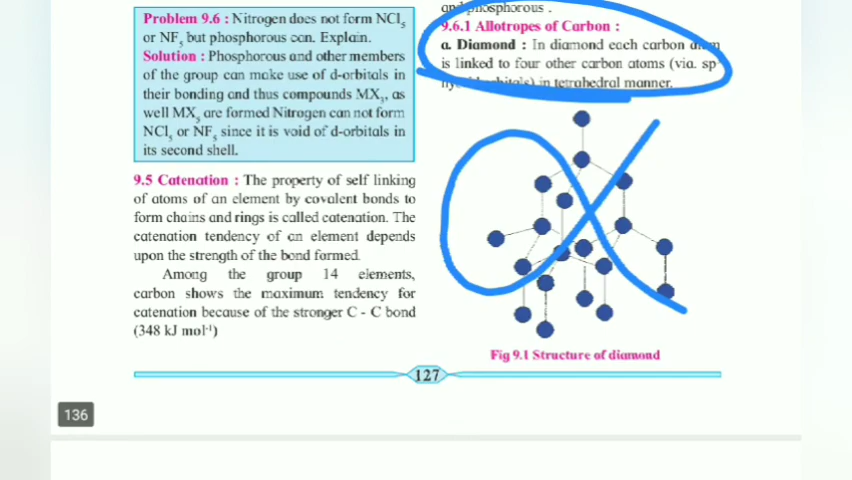 Problem 9.6 : Nitrogen does not form NCl5
or NF5 but phosphorous can. Explain.
Solution : Phosphorous and other members
of the group can make use of d-orbitals in
their bonding and thus compounds MX3, as
well MX5 are formed Nitrogen can not form
NCl5 or NF5 since it is void of d-orbitals in
its second shell.
9.5 Catenation : The property of self linking
of atoms of an element by covalent bonds to
form chains and rings is called catenation. The
catenation tendency of an element depends
upon the strength of the bond formed.
Among the group 14 elements,
carbon shows the maximum tendency for
catenation because of the stronger C - C bond
(348 kJ mol-1)
and phosphorous .
9.6.1 Allotropes of Carbon :
a. Diamond : In diamond each carbon atom
is linked to four other carbon atoms (via. sp3
in tetrahedral manner.
Fig 9.1 Structure of diamond
127
136